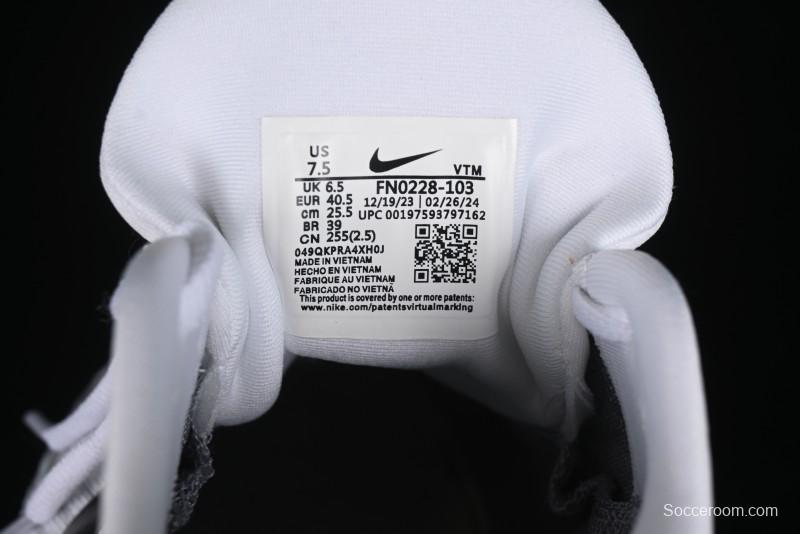 US
7.5
VTM
UK 6.5
EUR 40.5
cm 25.5
BR 39
CN 255(2.5)
FN0228-103
12/19/23 | 02/26/24
UPC 00197593797162
049QKPRA4XH0J
MADE IN VIETNAM
HECHO EN VIETNAM
FABRIQUE AU VIETNAM
FABRICADO NO VIETNÃ
This product is covered by one or more patents:
www.nike.com/patentsvirtualmarking
Socceroom.com